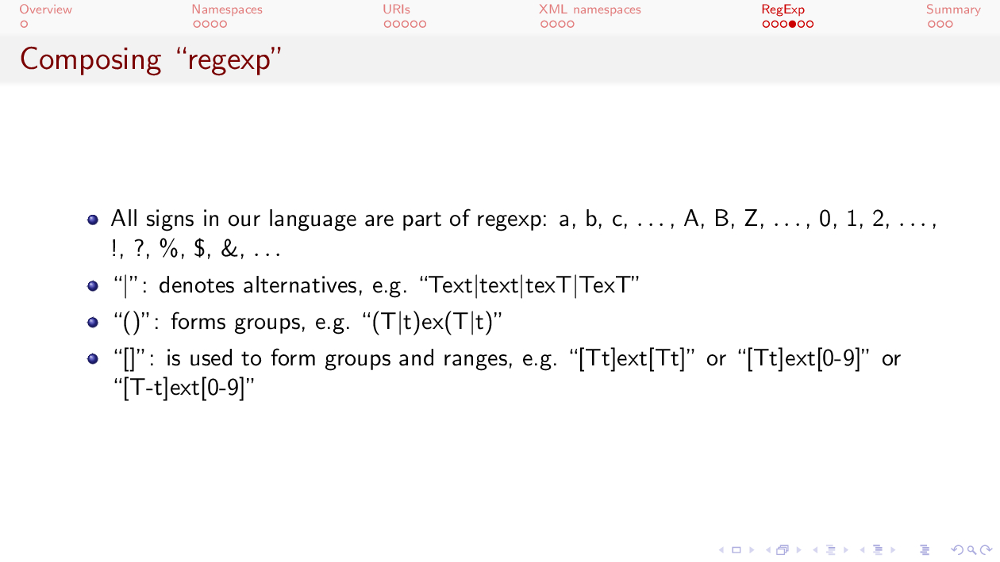 Overview Namespaces URIs XML namespaces RegExp Summary
Composing “regexp”
All signs in our language are part of regexp: a, b, c, . . . , A, B, Z, . . . , 0, 1, 2, . . . ,
!, ?, %, $, &, . . .
“|”: denotes alternatives, e.g. “Text|text|texT|TexT”
“()”: forms groups, e.g. “(T|t)ex(T|t)”
“[]”: is used to form groups and ranges, e.g. “[Tt]ext[Tt]” or “[Tt]ext[0-9]” or
“[T-t]ext[0-9]”